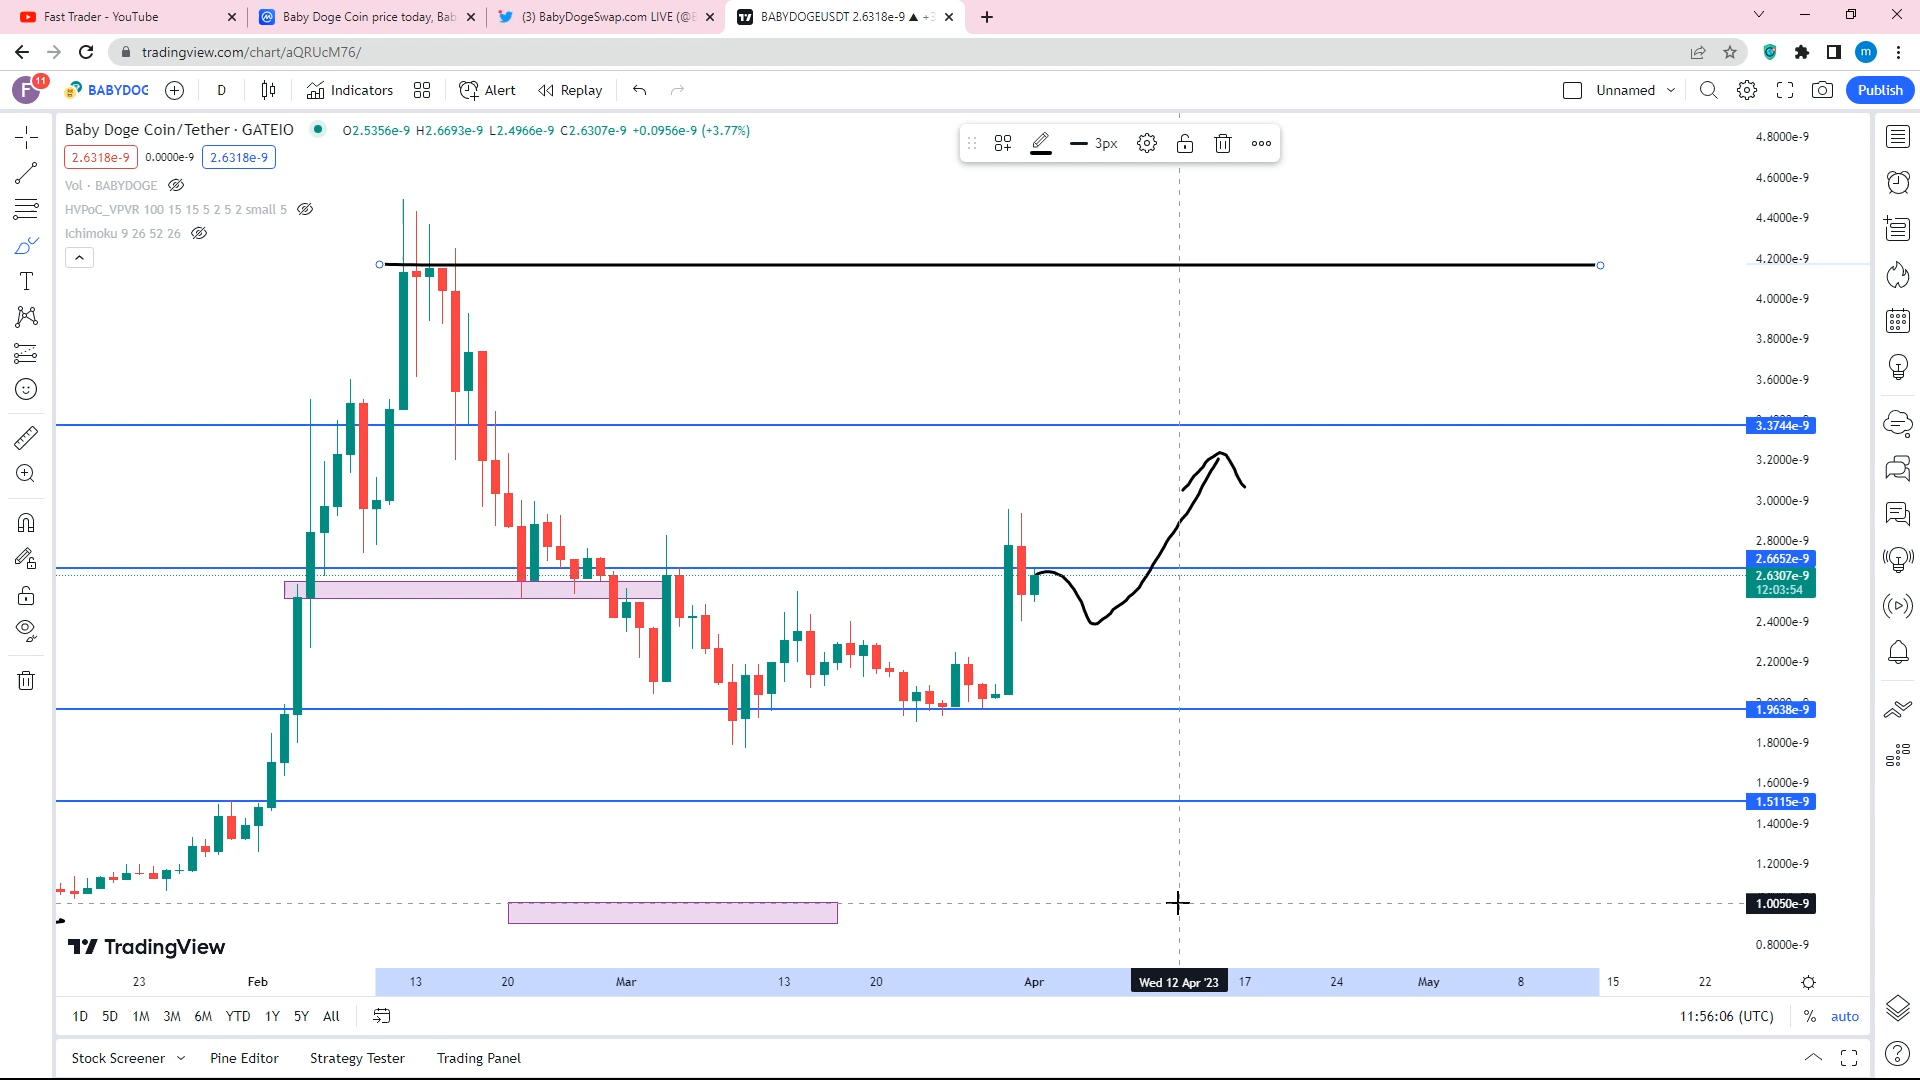 Fast Trader - YouTube
Baby Doge Coin price today, Bab
(3) BabyDogeSwap.com LIVE (@B
BABYDOGEUSDT 2.6318e-9 ▲ +3
tradingview.com/chart/aQRUcM76/
m
F 11
BABYDOG
D
Indicators
Alert
Replay
Unnamed
Publish
Baby Doge Coin/Tether · GATEIO O2.5356e-9 H2.6693e-9 L2.4966e-9 C2.6307e-9 +0.0956e-9 (+3.77%)
2.6318e-9 0.0000e-9 2.6318e-9
Vol · BABYDOGE
HVPoC_VPVR 100 15 15 5 2 5 2 small 5
Ichimoku 9 26 52 26
3px
4.8000e-9
4.6000e-9
4.4000e-9
4.2000e-9
4.0000e-9
3.8000e-9
3.6000e-9
3.3744e-9
3.2000e-9
3.0000e-9
2.8000e-9
2.6652e-9
2.6307e-9
12:03:54
2.4000e-9
2.2000e-9
1.9638e-9
1.8000e-9
1.6000e-9
1.5115e-9
1.4000e-9
1.2000e-9
1.0050e-9
0.8000e-9
TradingView
23 Feb 13 20 Mar 13 20 Apr Wed 12 Apr '23 17 24 May 8 15 22
1D 5D 1M 3M 6M YTD 1Y 5Y All
11:56:06 (UTC) % auto
Stock Screener Pine Editor Strategy Tester Trading Panel